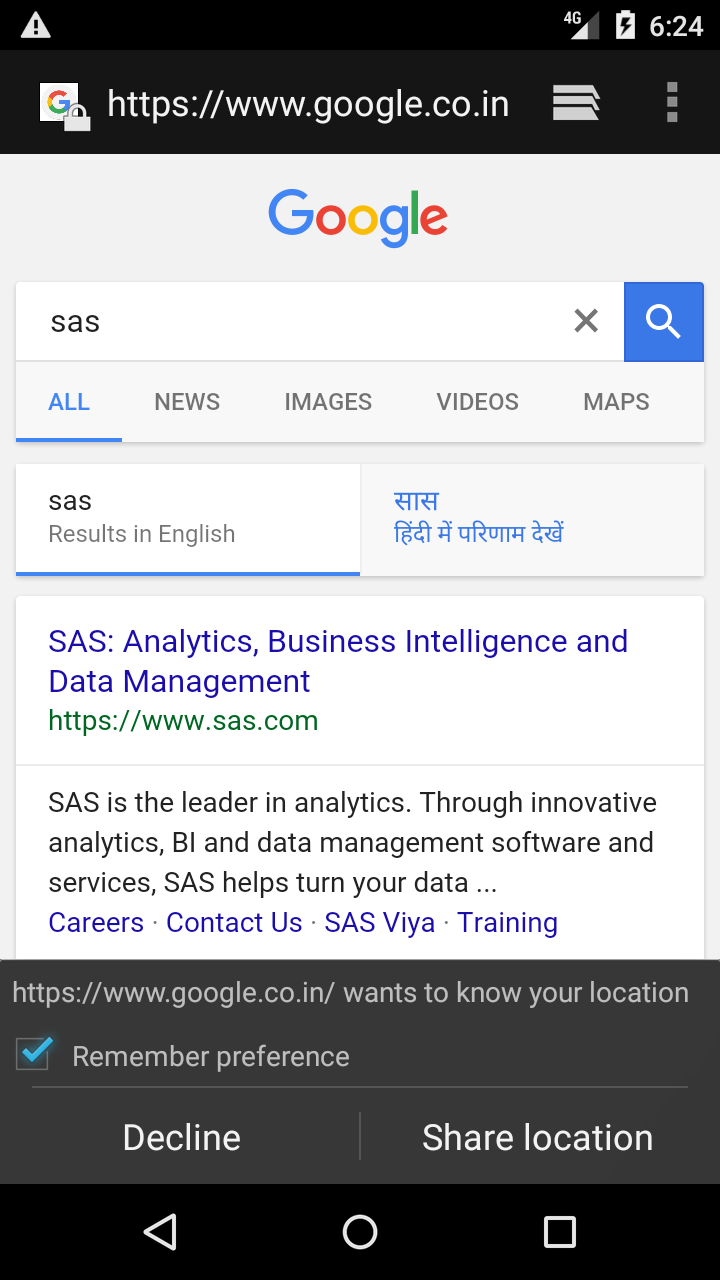 4G 6:24
https://www.google.co.in
Google
sas
ALL NEWS IMAGES VIDEOS MAPS
sas
Results in English
सास
हिंदी में परिणाम देखें
SAS: Analytics, Business Intelligence and
Data Management
https://www.sas.com
SAS is the leader in analytics. Through innovative
analytics, BI and data management software and
services, SAS helps turn your data ...
Careers · Contact Us · SAS Viya · Training
https://www.google.co.in/ wants to know your location
Remember preference
Decline Share location